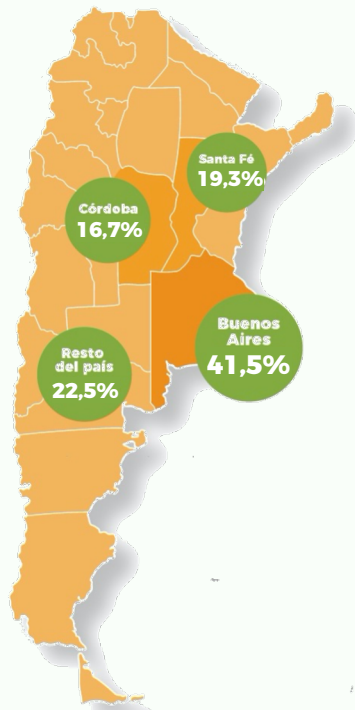 Santa Fé
19,3%
Córdoba
16,7%
Buenos
Aires
41,5%
Resto
del país
22,5%